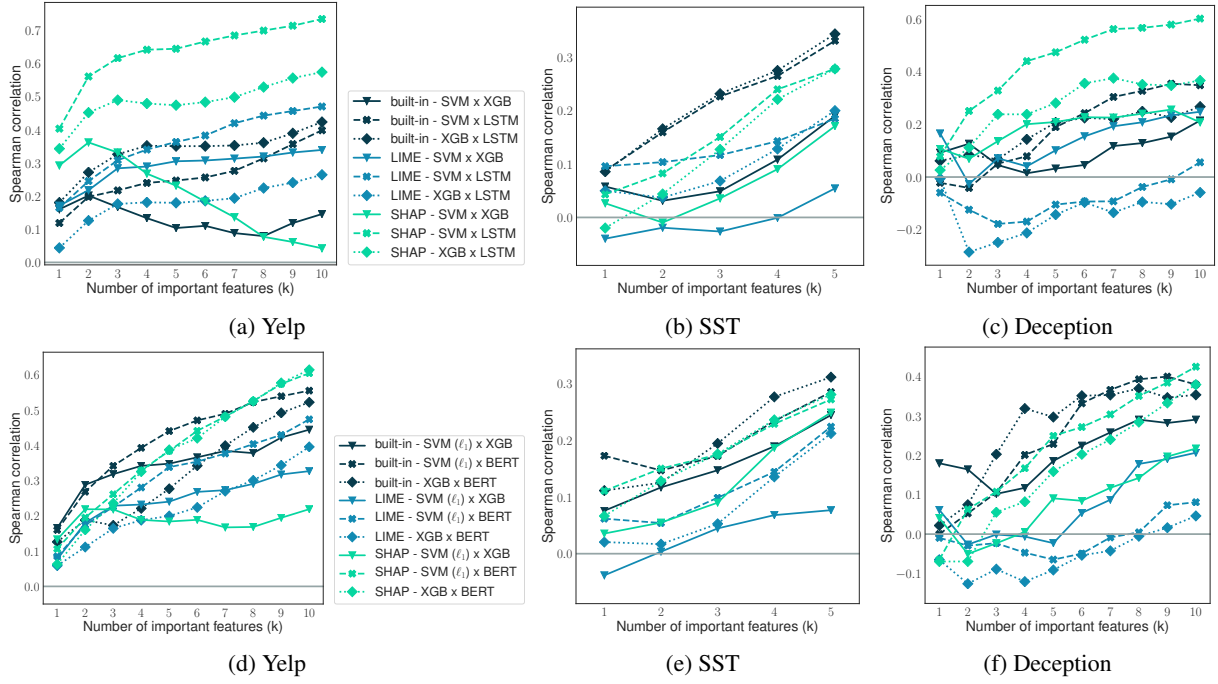 Spearman correlation
0.7
0.6
0.5
0.4
0.3
0.2
0.1
0.0
1 2 3 4 5 6 7 8 9 10
Number of important features (k)
(a) Yelp
built-in - SVM x XGB
built-in - SVM x LSTM
built-in - XGB x LSTM
LIME - SVM x XGB
LIME - SVM x LSTM
LIME - XGB x LSTM
SHAP - SVM x XGB
SHAP - SVM x LSTM
SHAP - XGB x LSTM
Spearman correlation
0.3
0.2
0.1
0.0
1 2 3 4 5
Number of important features (k)
(b) SST
Spearman correlation
0.6
0.4
0.2
0.0
−0.2
1 2 3 4 5 6 7 8 9 10
Number of important features (k)
(c) Deception
Spearman correlation
0.6
0.5
0.4
0.3
0.2
0.1
0.0
1 2 3 4 5 6 7 8 9 10
Number of important features (k)
(d) Yelp
built-in - SVM (ℓ₁) x XGB
built-in - SVM (ℓ₁) x BERT
built-in - XGB x BERT
LIME - SVM (ℓ₁) x XGB
LIME - SVM (ℓ₁) x BERT
LIME - XGB x BERT
SHAP - SVM (ℓ₁) x XGB
SHAP - SVM (ℓ₁) x BERT
SHAP - XGB x BERT
Spearman correlation
0.3
0.2
0.1
0.0
1 2 3 4 5
Number of important features (k)
(e) SST
Spearman correlation
0.4
0.3
0.2
0.1
0.0
−0.1
1 2 3 4 5 6 7 8 9 10
Number of important features (k)
(f) Deception